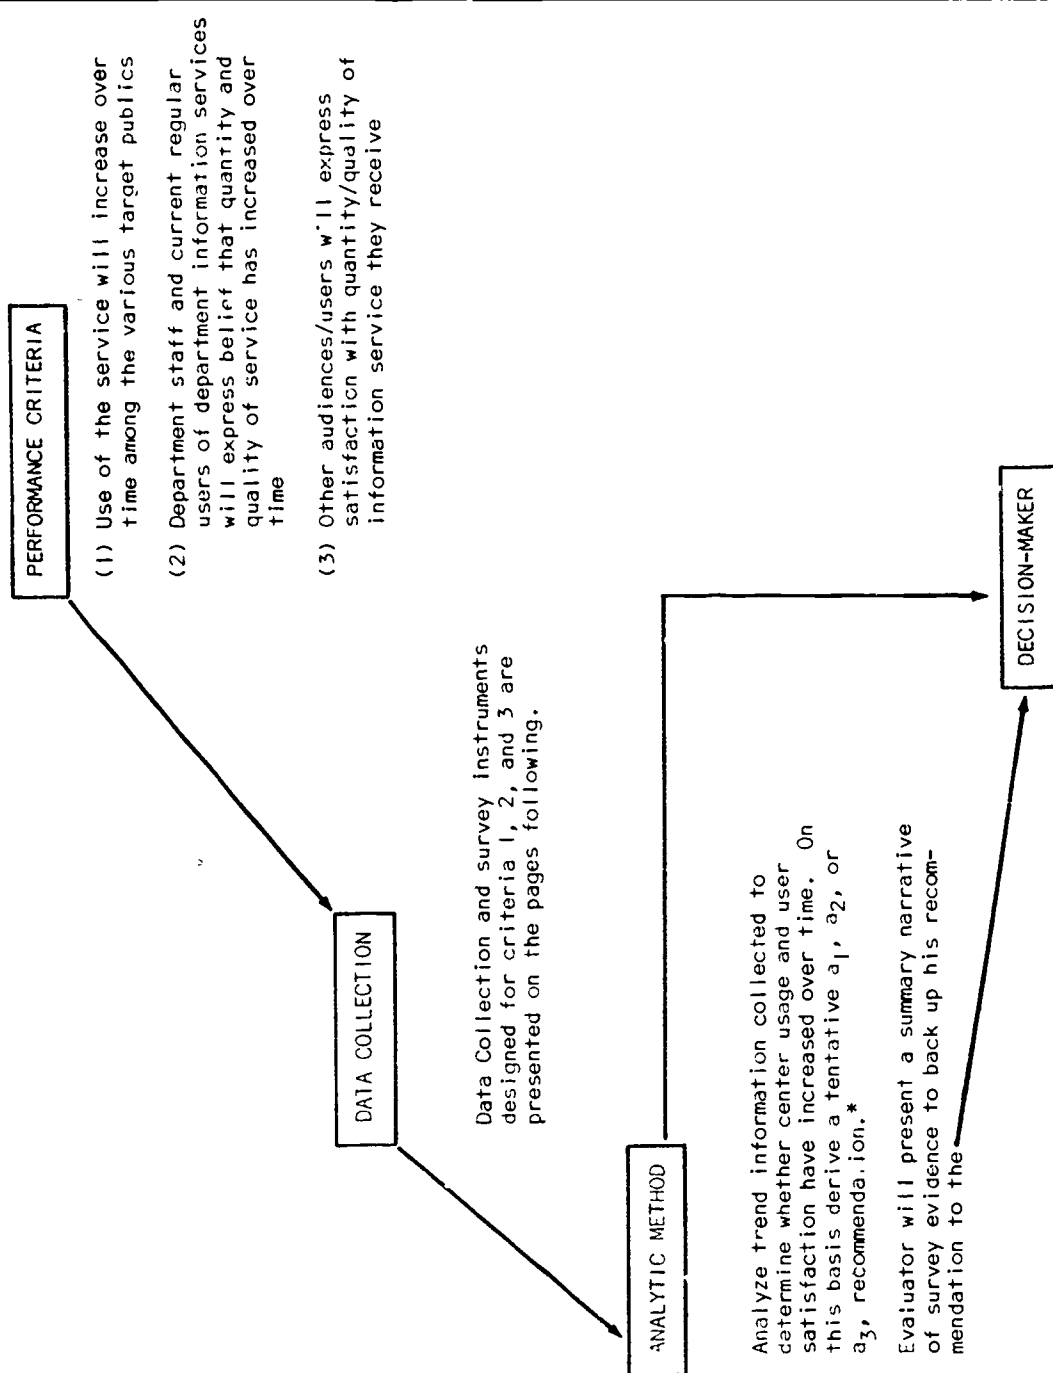 PERFORMANCE CRITERIA
(1) Use of the service will increase over
time among the various target publics
(2) Department staff and current regular
users of department information services
will express belief that quantity and
quality of service has increased over
time
(3) Other audiences/users will express
satisfaction with quantity/quality of
information service they receive
DATA COLLECTION
Data Collection and survey instruments
designed for criteria 1, 2, and 3 are
presented on the pages following.
ANALYTIC METHOD
Analyze trend information collected to
determine whether center usage and user
satisfaction have increased over time. On
this basis derive a tentative a1, a2, or
a3, recommenda.ion.*
Evaluator will present a summary narrative
of survey evidence to back up his recom-
mendation to the
DECISION-MAKER